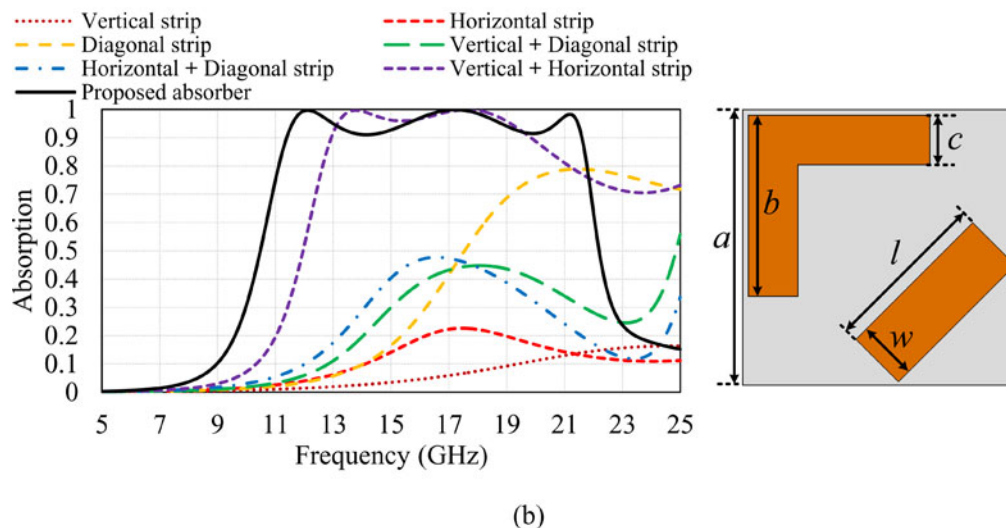 Vertical strip
Horizontal strip
Diagonal strip
Vertical + Diagonal strip
Horizontal + Diagonal strip
Vertical + Horizontal strip
Proposed absorber
1
0.9
0.8
0.7
0.6
0.5
0.4
0.3
0.2
0.1
0
Absorption
5 7 9 11 13 15 17 19 21 23 25
Frequency (GHz)
a
b
c
l
w
(b)